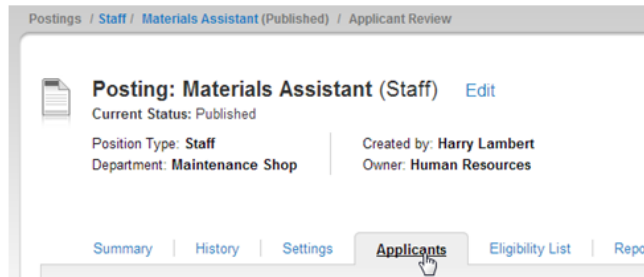 Postings / Staff / Materials Assistant (Published) / Applicant Review
Posting: Materials Assistant (Staff) Edit
Current Status: Published
Position Type: Staff Created by: Harry Lambert
Department: Maintenance Shop Owner: Human Resources
Summary History Settings Applicants Eligibility List